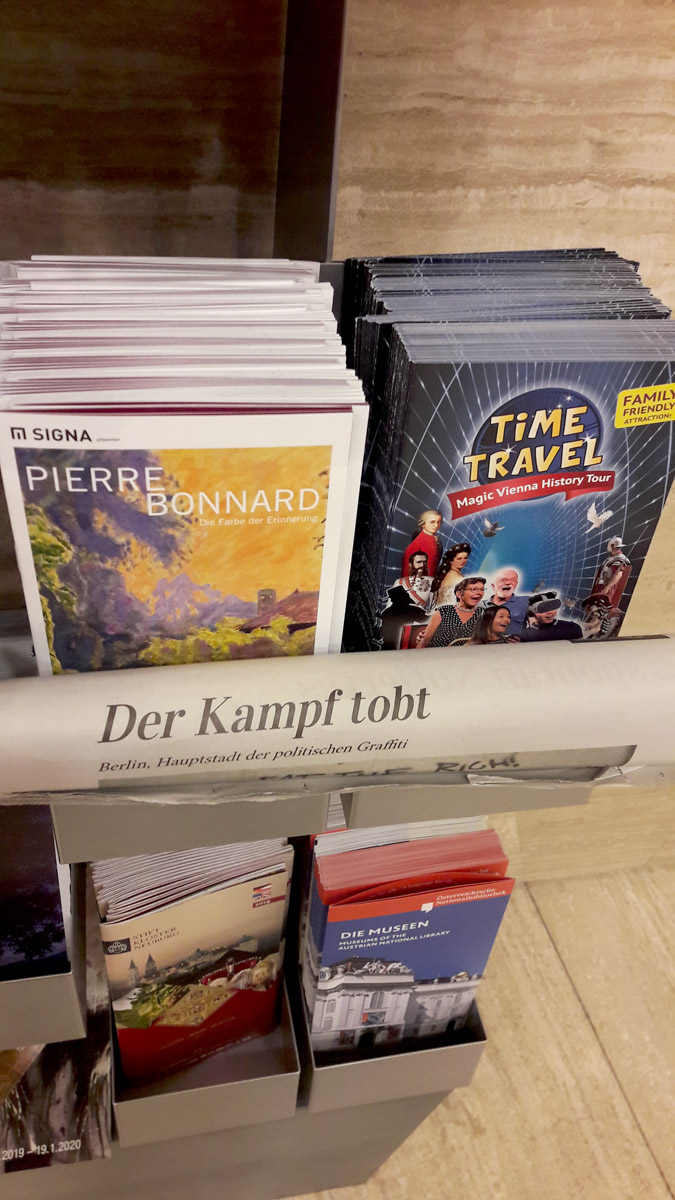 SIGNA
PIERRE
BONNARD
Die Farbe der Erinnerung
FAMILY
FRIENDLY
ATTRACTION!
TiME
TRAVEL
Magic Vienna History Tour
Der Kampf tobt
Berlin, Hauptstadt der politischen Graffiti
EAT THE RICH!
STIFT
KLOSTER
NEUBURG
Österreichische
Nationalbibliothek
DIE MUSEEN
MUSEUMS OF THE
AUSTRIAN NATIONAL LIBRARY
.2019 – 19.1.2020